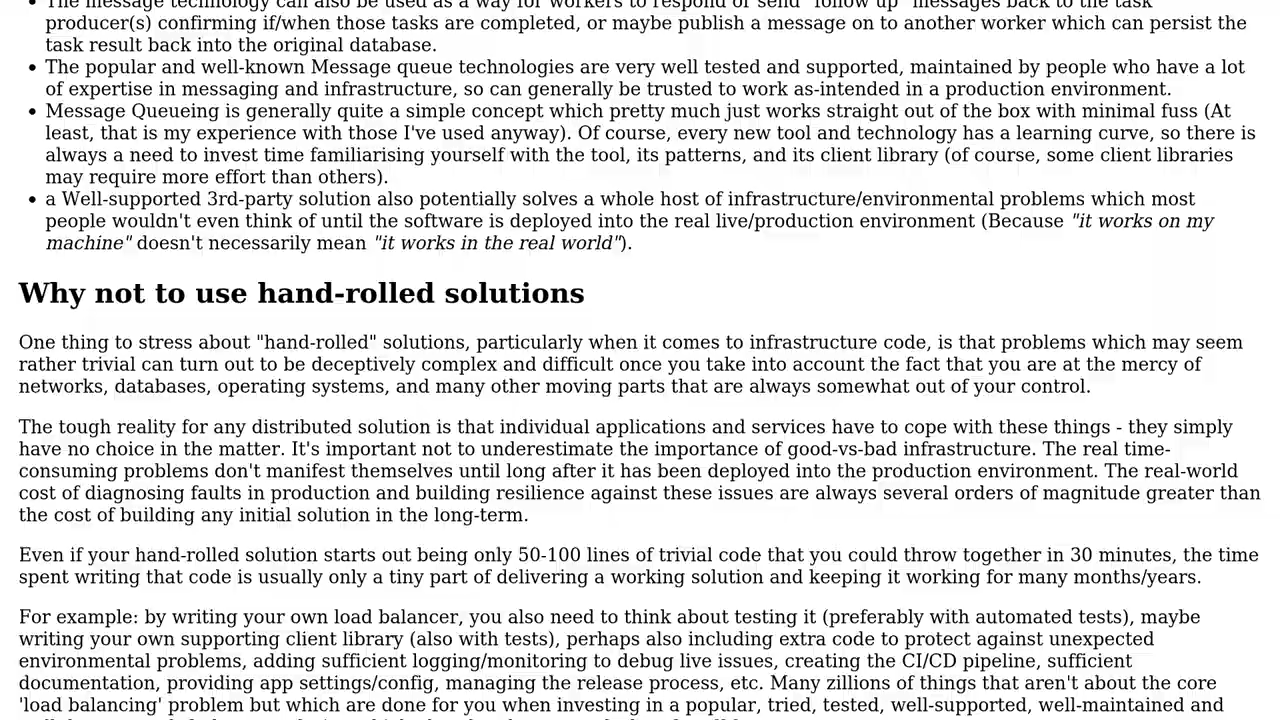 The message technology can also be used as a way for workers to respond or send "follow up" messages back to the task
producer(s) confirming if/when those tasks are completed, or maybe publish a message on to another worker which can persist the
task result back into the original database.
• The popular and well-known Message queue technologies are very well tested and supported, maintained by people who have a lot
of expertise in messaging and infrastructure, so can generally be trusted to work as-intended in a production environment.
• Message Queueing is generally quite a simple concept which pretty much just works straight out of the box with minimal fuss (At
least, that is my experience with those I've used anyway). Of course, every new tool and technology has a learning curve, so there is
always a need to invest time familiarising yourself with the tool, its patterns, and its client library (of course, some client libraries
may require more effort than others).
• a Well-supported 3rd-party solution also potentially solves a whole host of infrastructure/environmental problems which most
people wouldn't even think of until the software is deployed into the real live/production environment (Because "it works on my
machine" doesn't necessarily mean "it works in the real world").
Why not to use hand-rolled solutions
One thing to stress about "hand-rolled" solutions, particularly when it comes to infrastructure code, is that problems which may seem
rather trivial can turn out to be deceptively complex and difficult once you take into account the fact that you are at the mercy of
networks, databases, operating systems, and many other moving parts that are always somewhat out of your control.
The tough reality for any distributed solution is that individual applications and services have to cope with these things - they simply
have no choice in the matter. It's important not to underestimate the importance of good-vs-bad infrastructure. The real time-
consuming problems don't manifest themselves until long after it has been deployed into the production environment. The real-world
cost of diagnosing faults in production and building resilience against these issues are always several orders of magnitude greater than
the cost of building any initial solution in the long-term.
Even if your hand-rolled solution starts out being only 50-100 lines of trivial code that you could throw together in 30 minutes, the time
spent writing that code is usually only a tiny part of delivering a working solution and keeping it working for many months/years.
For example: by writing your own load balancer, you also need to think about testing it (preferably with automated tests), maybe
writing your own supporting client library (also with tests), perhaps also including extra code to protect against unexpected
environmental problems, adding sufficient logging/monitoring to debug live issues, creating the CI/CD pipeline, sufficient
documentation, providing app settings/config, managing the release process, etc. Many zillions of things that aren't about the core
'load balancing' problem but which are done for you when investing in a popular, tried, tested, well-supported, well-maintained and